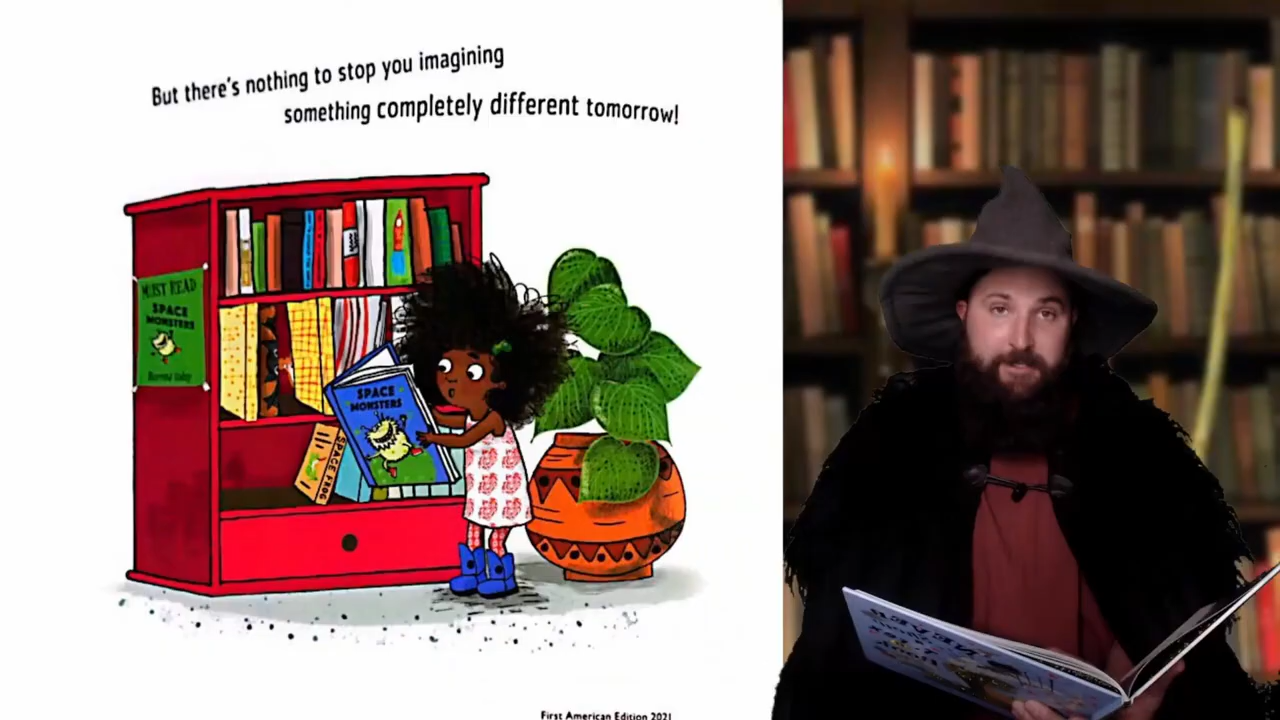 But there's nothing to stop you imagining
something completely different tomorrow!
MUST READ
SPACE
MONSTERS
SPACE
MONSTERS
SPACE FROG
First American Edition 2021